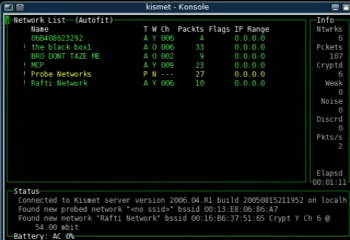 kismet - Konsole
Network List—(Autofit)
Name T W Ch Packts Flags IP Range
06B408623292 A Y 006 4 0.0.0.0
! the black box1 A O 006 33 0.0.0.0
BRO DONT TAZE ME A O 002 9 0.0.0.0
! MCP A Y 009 23 0.0.0.0
! Probe Networks P N --- 27 0.0.0.0
! Rafti Network A Y 006 10 0.0.0.0
Info
Ntwrks
6
Pckets
107
Cryptd
6
Weak
0
Noise
0
Discrd
0
Pkts/s
2
Elapsd
00:01:11
Status
Connected to Kismet server version 2006.04.R1 build 20050815211952 on localh
Found new probed network "<no ssid>" bssid 00:13:E8:06:86:A7
Found new network "Rafti Network" bssid 00:16:B6:37:51:65 Crypt Y Ch 6 @
54.00 mbit
Battery: AC 0%